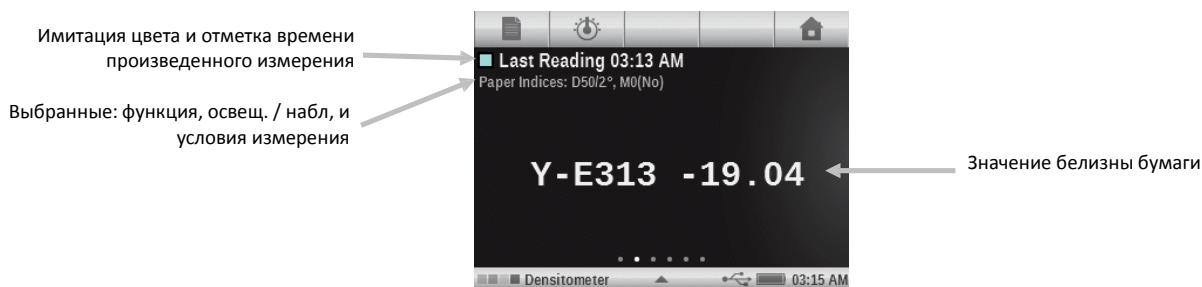 Имитация цвета и отметка времени
произведенного измерения
Выбранные: функция, освещ. / набл, и
условия измерения
Last Reading 03:13 AM
Paper Indices: D50/2°, M0(No)
Y-E313 -19.04
Значение белизны бумаги
Densitometer
03:15 AM